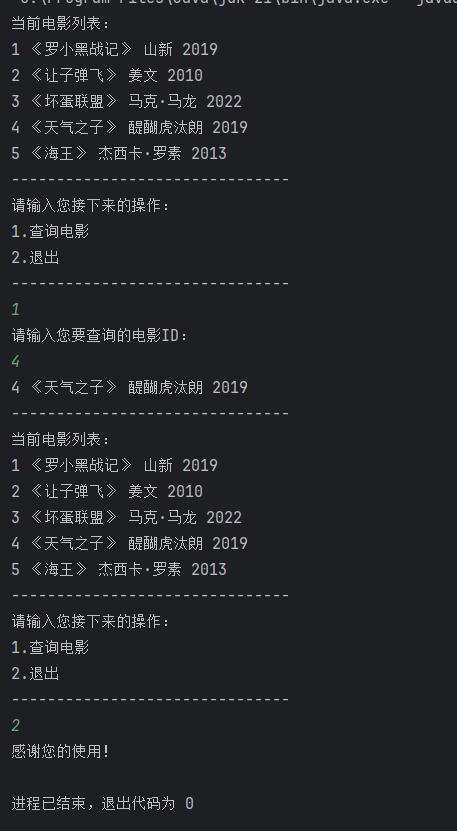 当前电影列表：
1 《罗小黑战记》 山新 2019
2 《让子弹飞》 姜文 2010
3 《坏蛋联盟》 马克·马龙 2022
4 《天气之子》 醍醐虎汰朗 2019
5 《海王》 杰西卡·罗素 2013
-------------------------------
请输入您接下来的操作：
1.查询电影
2.退出
-------------------------------
1
请输入您要查询的电影ID：
4
4 《天气之子》 醍醐虎汰朗 2019
-------------------------------
当前电影列表：
1 《罗小黑战记》 山新 2019
2 《让子弹飞》 姜文 2010
3 《坏蛋联盟》 马克·马龙 2022
4 《天气之子》 醍醐虎汰朗 2019
5 《海王》 杰西卡·罗素 2013
-------------------------------
请输入您接下来的操作：
1.查询电影
2.退出
-------------------------------
2
感谢您的使用!
进程已结束，退出代码为 0